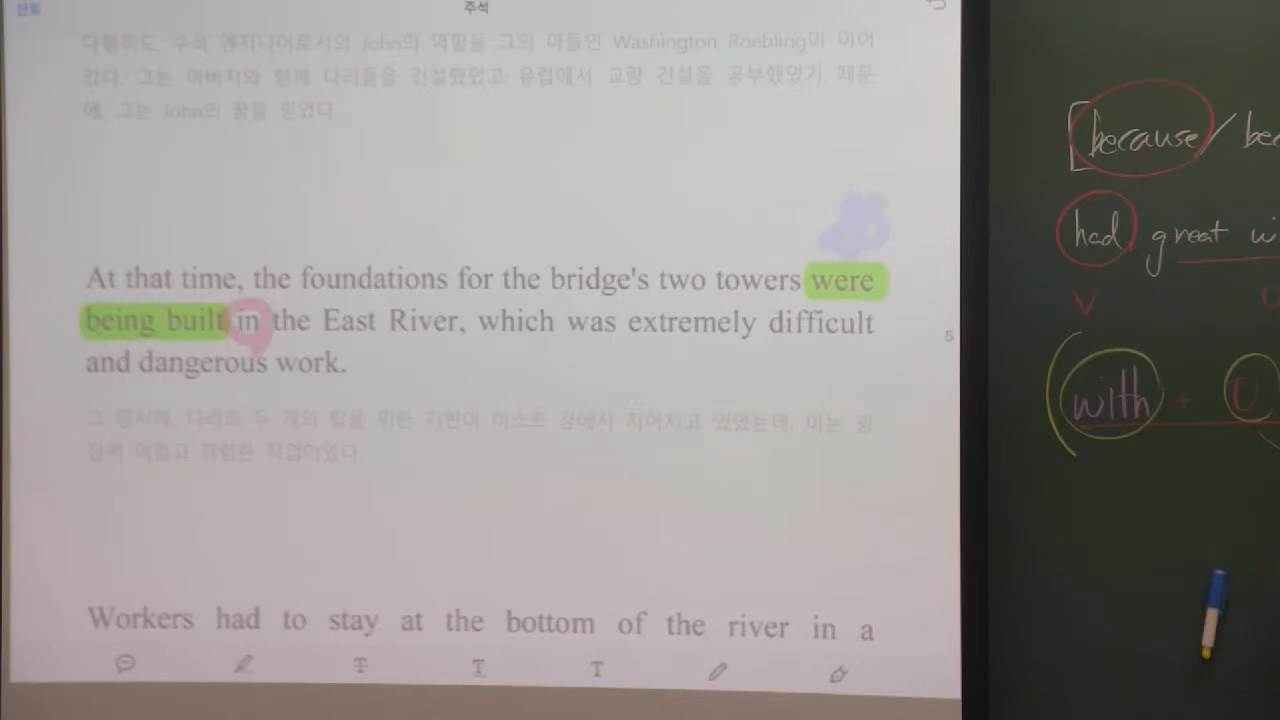 완료
주석
다행히도, 수석 엔지니어로서의 John의 역할을 그의 아들인 Washington Roebling이 이어
갔다. 그는 아버지와 함께 다리들을 건설했었고 유럽에서 교량 건설을 공부했었기 때문
에, 그는 John의 꿈을 믿었다.
At that time, the foundations for the bridge's two towers were
being built in the East River, which was extremely difficult
and dangerous work.
5
그 당시에, 다리의 두 개의 탑을 위한 기반이 이스트 강에서 지어지고 있었는데, 이는 굉
장히 어렵고 위험한 작업이었다.
Workers had to stay at the bottom of the river in a
T T T
[because/
had great
V
with +